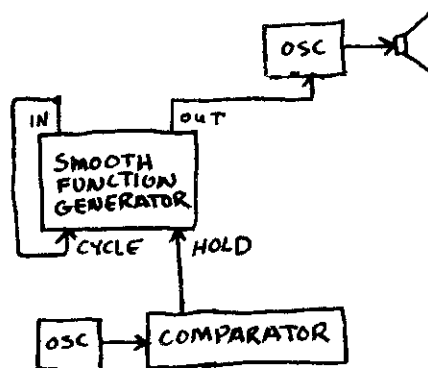 OSC
IN
OUT
SMOOTH
FUNCTION
GENERATOR
CYCLE
HOLD
OSC
COMPARATOR